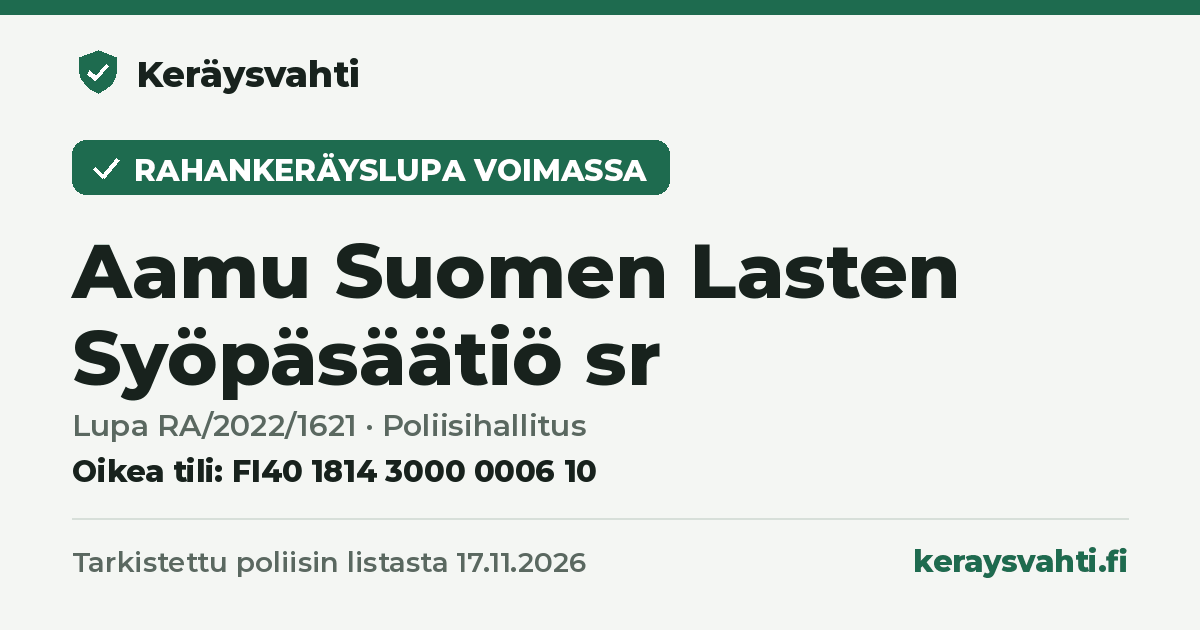 Keräysvahti
RAHANKERÄYSLUPA VOIMASSA
Aamu Suomen Lasten
Syöpäsäätiö sr
Lupa RA/2022/1621 · Poliisihallitus
Oikea tili: FI40 1814 3000 0006 10
Tarkistettu poliisin listasta 17.11.2026
keraysvahti.fi